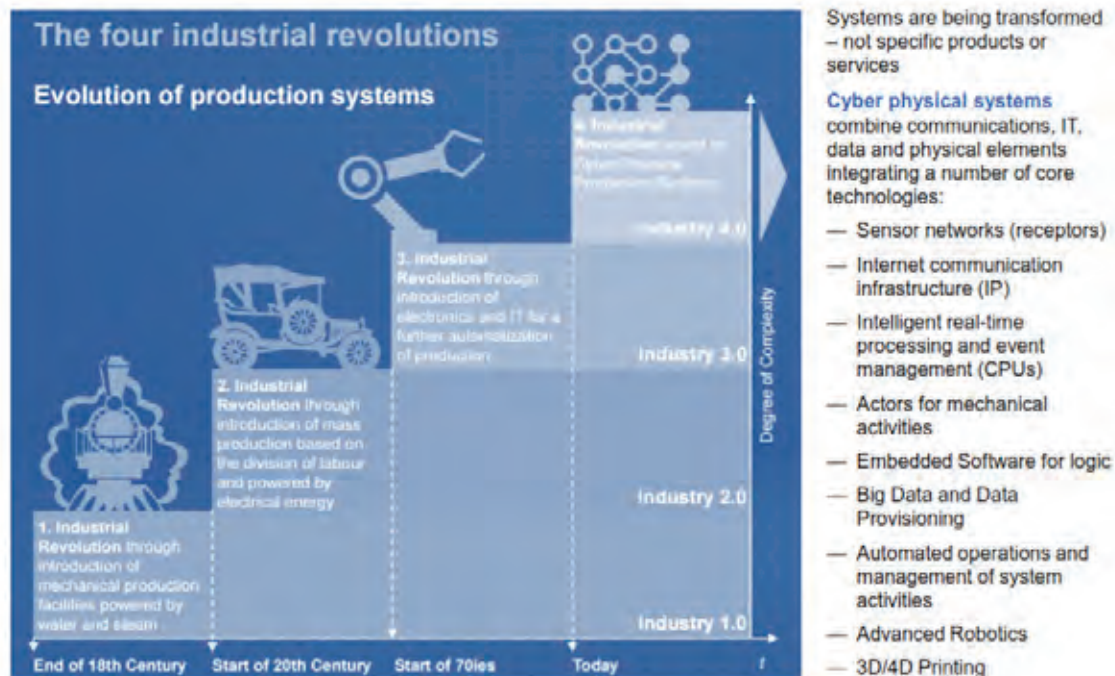 The four industrial revolutions
Evolution of production systems
1. Industrial
Revolution through
introduction of
mechanical production
facilities powered by
water and steam
2. Industrial
Revolution through
introduction of mass
production based on
the division of labour
and powered by
electrical energy
3. Industrial
Revolution through
introduction of
electronics and IT for a
further automatization
of production
4. Industrial
Revolution
Industry 4.0
Industry 3.0
Industry 2.0
Industry 1.0
Degree of Complexity
End of 18th Century
Start of 20th Century
Start of 70ies
Today
t
Systems are being transformed
– not specific products or
services
Cyber physical systems
combine communications, IT,
data and physical elements
integrating a number of core
technologies:
— Sensor networks (receptors)
— Internet communication
infrastructure (IP)
— Intelligent real-time
processing and event
management (CPUs)
— Actors for mechanical
activities
— Embedded Software for logic
— Big Data and Data
Provisioning
— Automated operations and
management of system
activities
— Advanced Robotics
— 3D/4D Printing